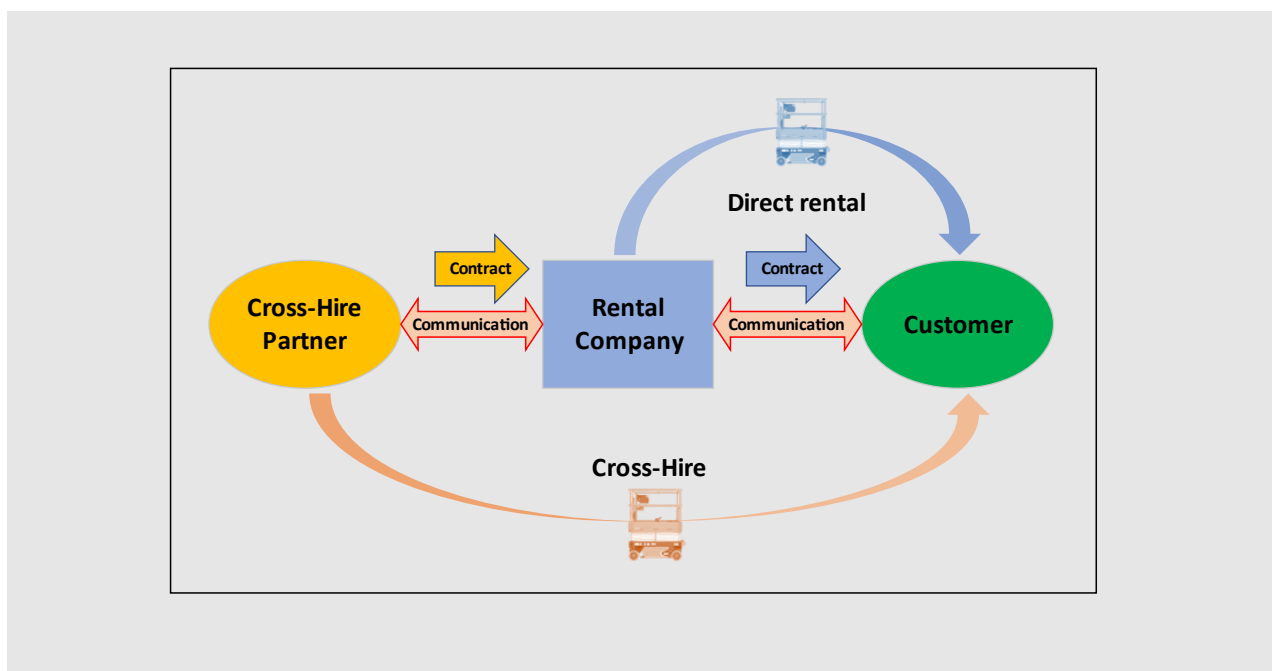 Direct rental
Contract
Contract
Cross-Hire
Partner
Communication
Rental
Company
Communication
Customer
Cross-Hire